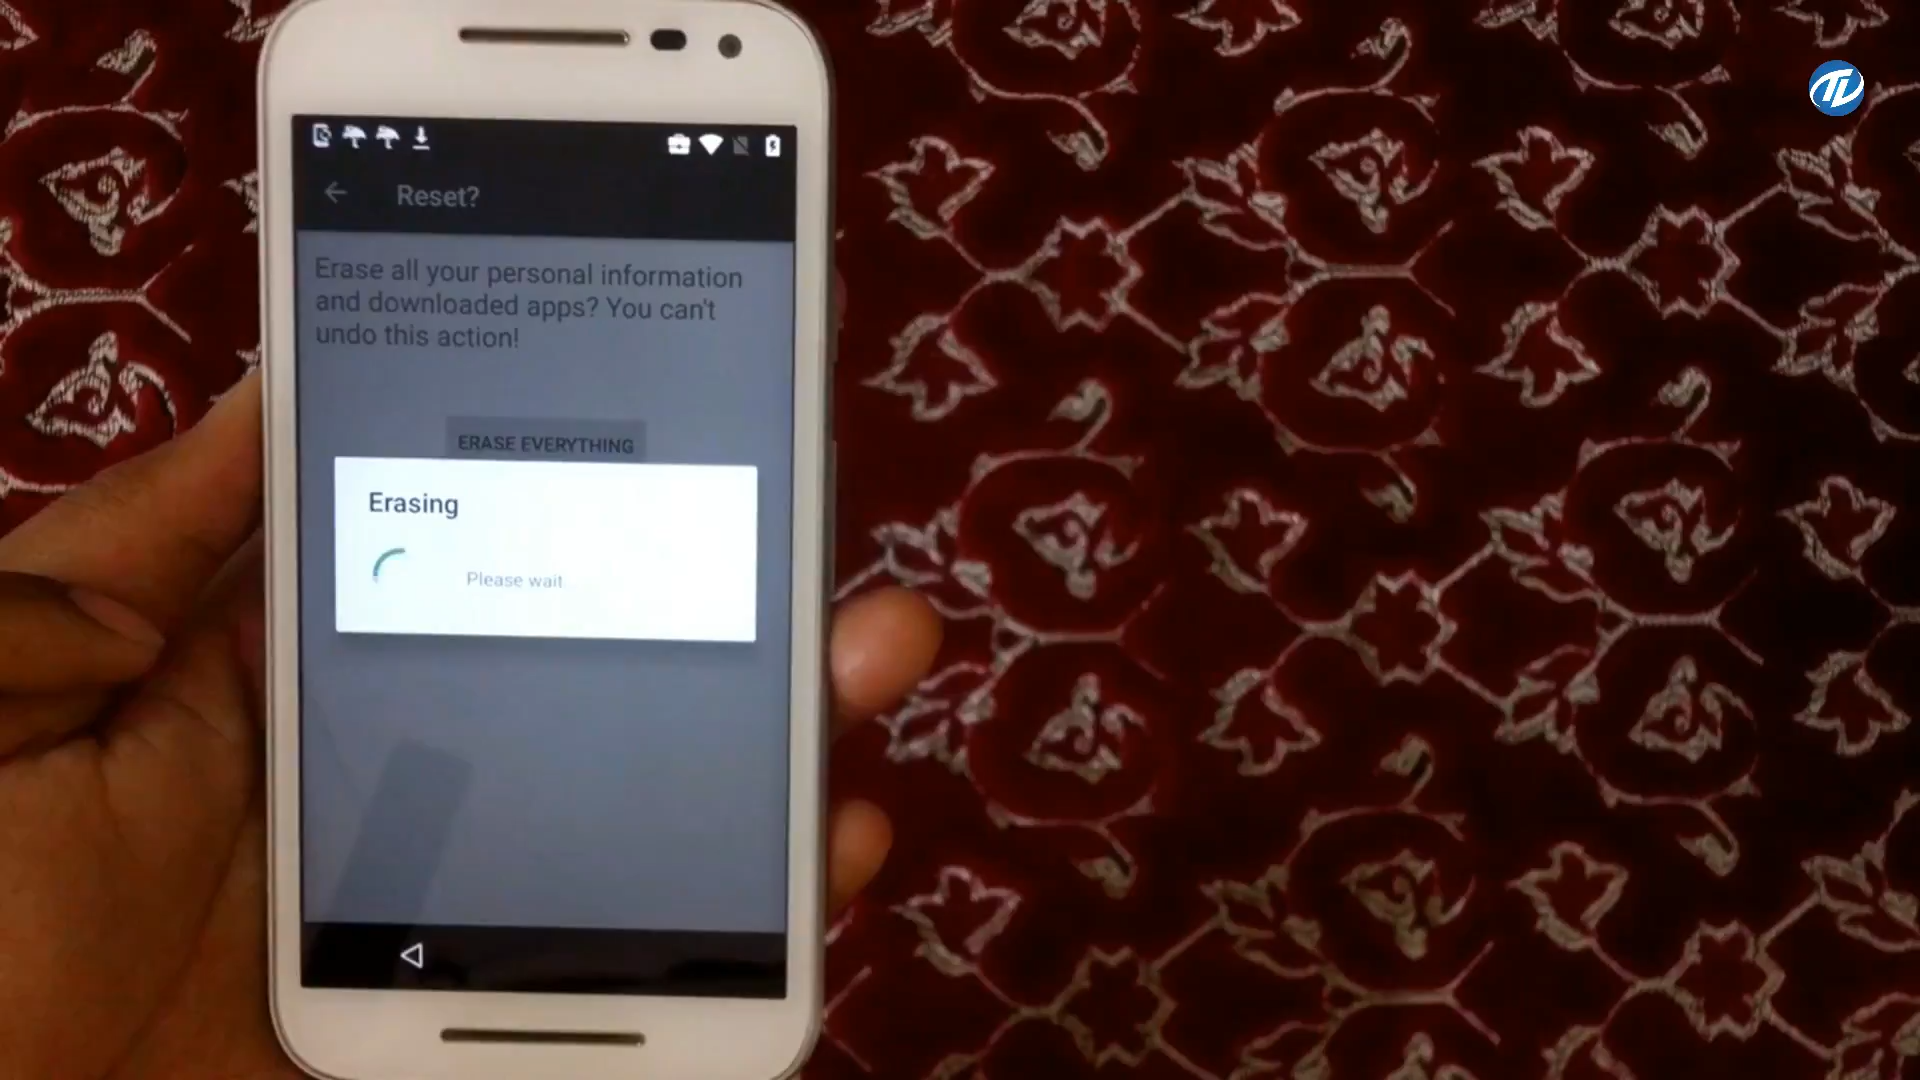 Reset?
Erase all your personal information
and downloaded apps? You can't
undo this action!
ERASE EVERYTHING
Erasing
Please wait